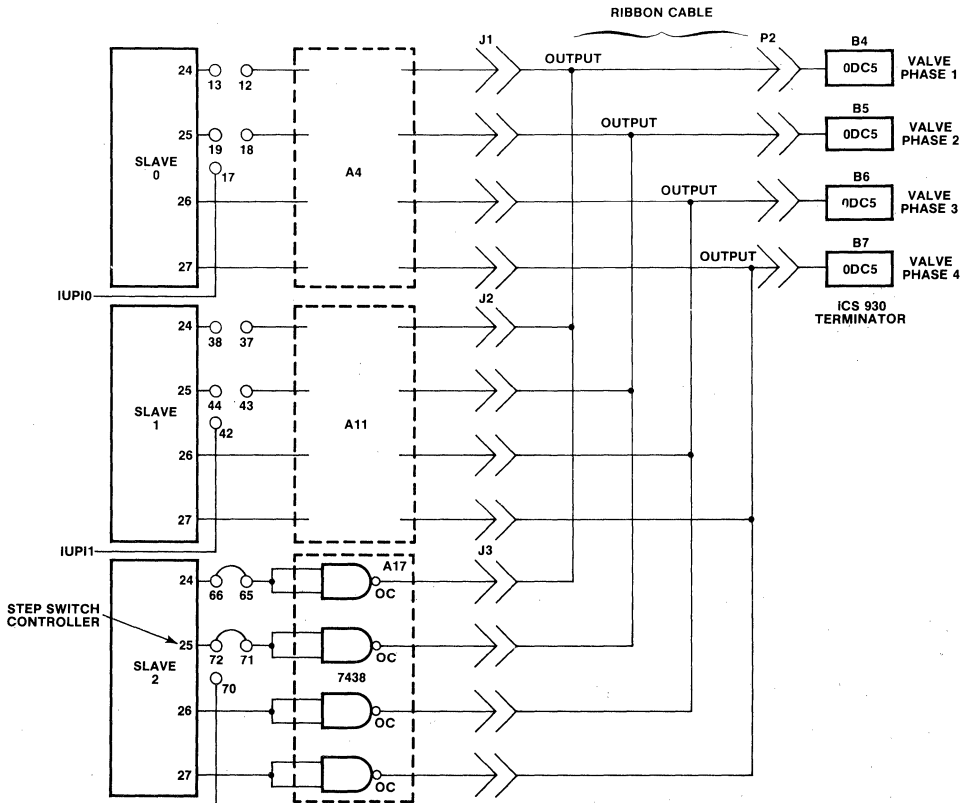 RIBBON CABLE
J1
P2
B4
24
13
12
OUTPUT
0DC5
VALVE
PHASE 1
B5
25
19
18
OUTPUT
0DC5
VALVE
PHASE 2
SLAVE
0
17
A4
B6
26
OUTPUT
0DC5
VALVE
PHASE 3
B7
27
OUTPUT
0DC5
VALVE
PHASE 4
IUPI0
J2
iCS 930
TERMINATOR
24
38
37
25
44
43
SLAVE
1
42
A11
26
27
IUPI1
J3
A17
24
66
65
OC
STEP SWITCH
CONTROLLER
25
72
71
OC
SLAVE
2
70
7438
26
OC
27
OC